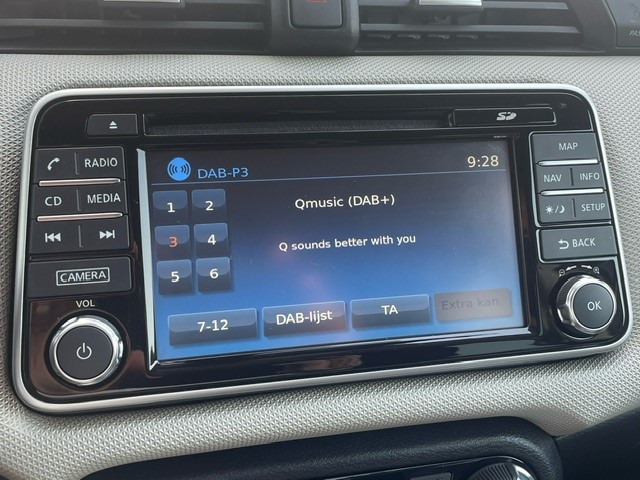 SD
RADIO
CD MEDIA
CAMERA
VOL
DAB-P3
9:28
1 2
3 4
5 6
Qmusic (DAB+)
Q sounds better with you
7-12
DAB-lijst
TA
Extra kan.
MAP
NAV INFO
SETUP
BACK
OK